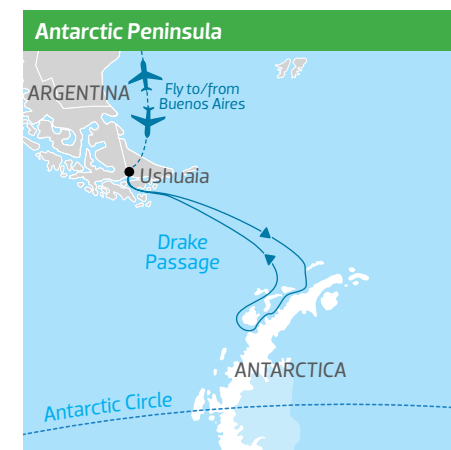 Antarctic Peninsula
ARGENTINA
Fly to/from
Buenos Aires
Ushuaia
Drake
Passage
ANTARCTICA
Antarctic Circle